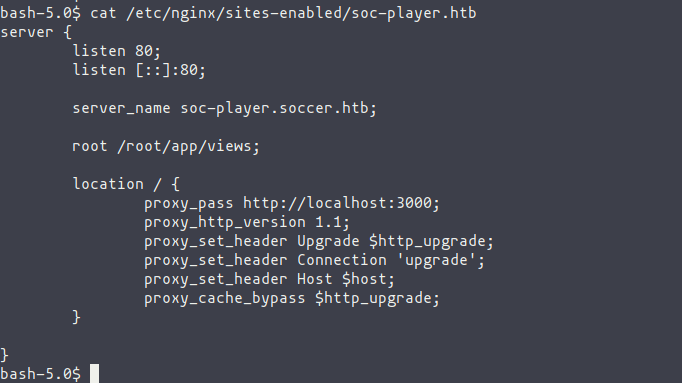 bash-5.0$ cat /etc/nginx/sites-enabled/soc-player.htb
server {
        listen 80;
        listen [::]:80;

        server_name soc-player.soccer.htb;

        root /root/app/views;

        location / {
                proxy_pass http://localhost:3000;
                proxy_http_version 1.1;
                proxy_set_header Upgrade $http_upgrade;
                proxy_set_header Connection 'upgrade';
                proxy_set_header Host $host;
                proxy_cache_bypass $http_upgrade;
        }

}
bash-5.0$